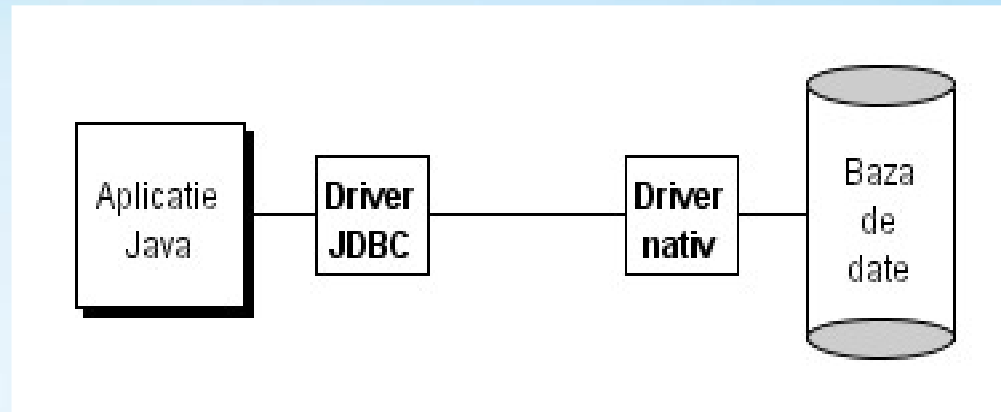 Aplicatie
Java
Driver
JDBC
Driver
nativ
Baza
de
date